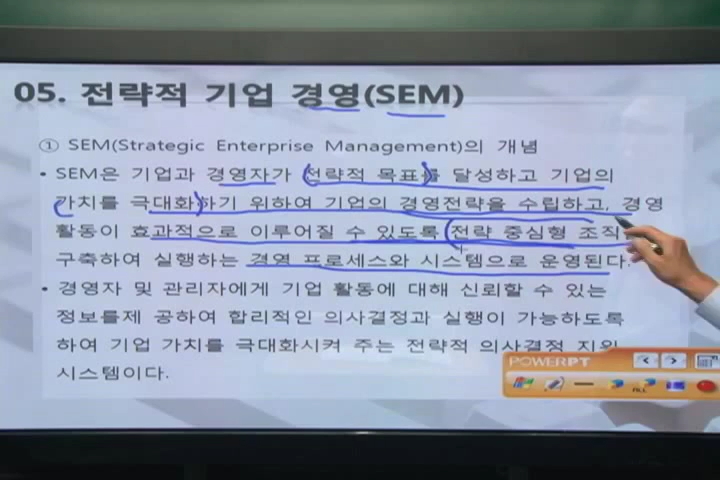 05. 전략적 기업 경영(SEM)
① SEM(Strategic Enterprise Management)의 개념
• SEM은 기업과 경영자가 전략적 목표를 달성하고 기업의
가치를 극대화하기 위하여 기업의 경영전략을 수립하고, 경영
활동이 효과적으로 이루어질 수 있도록 전략 중심형 조직
구축하여 실행하는 경영 프로세스와 시스템으로 운영된다.
• 경영자 및 관리자에게 기업 활동에 대해 신뢰할 수 있는
정보를제 공하여 합리적인 의사결정과 실행이 가능하도록
하여 기업 가치를 극대화시켜 주는 전략적 의사결정 지원
시스템이다.
POWERPT
ALL